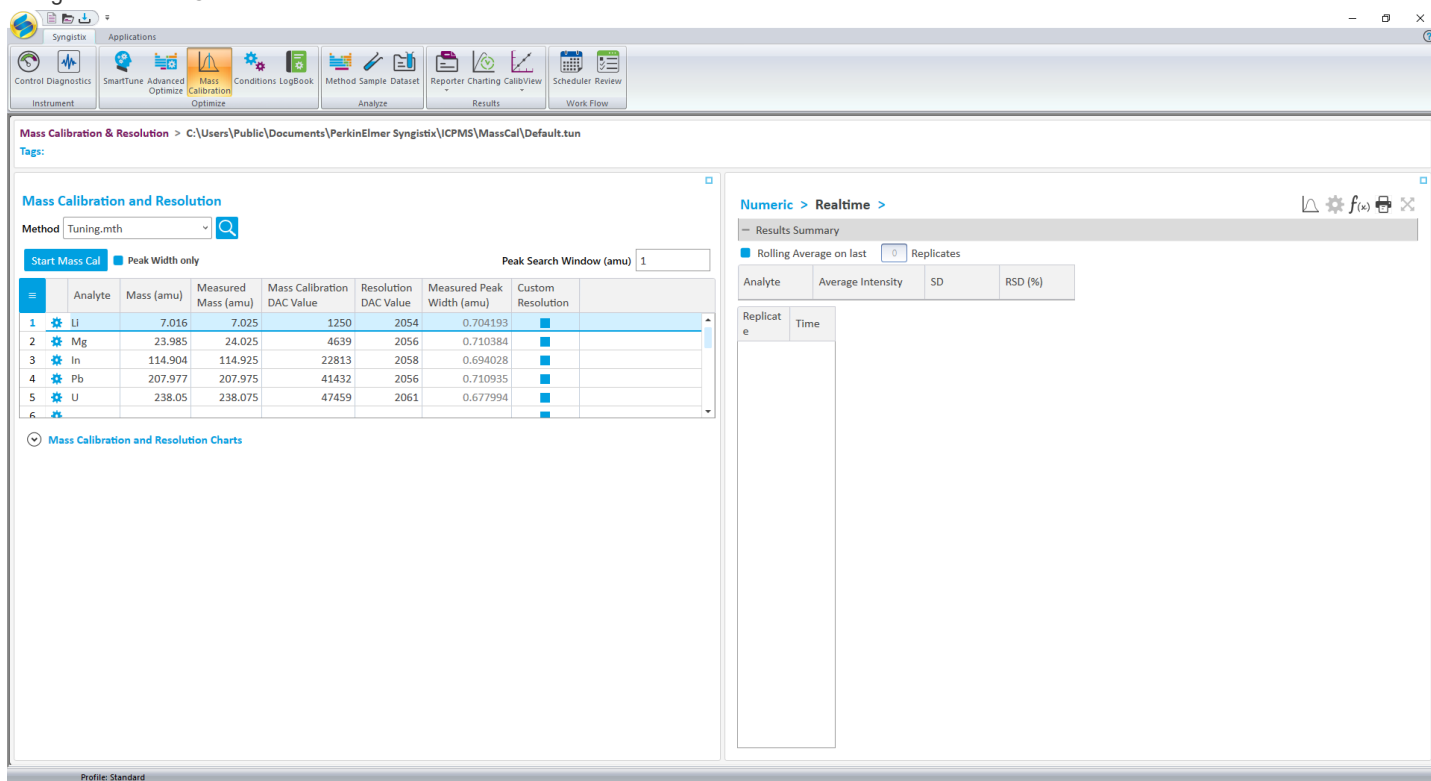 Syngistix Applications
Control Diagnostics SmartTune Advanced Optimize Mass Calibration Conditions LogBook Method Sample Dataset Reporter Charting CalibView Scheduler Review
Instrument Optimize Analyze Results Work Flow
Mass Calibration & Resolution > C:\Users\Public\Documents\PerkinElmer Syngistix\ICPMS\MassCal\Default.tun
Tags:
Mass Calibration and Resolution
Method Tuning.mth
Start Mass Cal Peak Width only Peak Search Window (amu) 1
Analyte Mass (amu) Measured Mass (amu) Mass Calibration DAC Value Resolution DAC Value Measured Peak Width (amu) Custom Resolution
1 Li 7.016 7.025 1250 2054 0.704193
2 Mg 23.985 24.025 4639 2056 0.710384
3 In 114.904 114.925 22813 2058 0.694028
4 Pb 207.977 207.975 41432 2056 0.710935
5 U 238.05 238.075 47459 2061 0.677994
6
Mass Calibration and Resolution Charts
Numeric > Realtime >
f(x)
− Results Summary
Rolling Average on last 0 Replicates
Analyte Average Intensity SD RSD (%)
Replicate Time
Profile: Standard